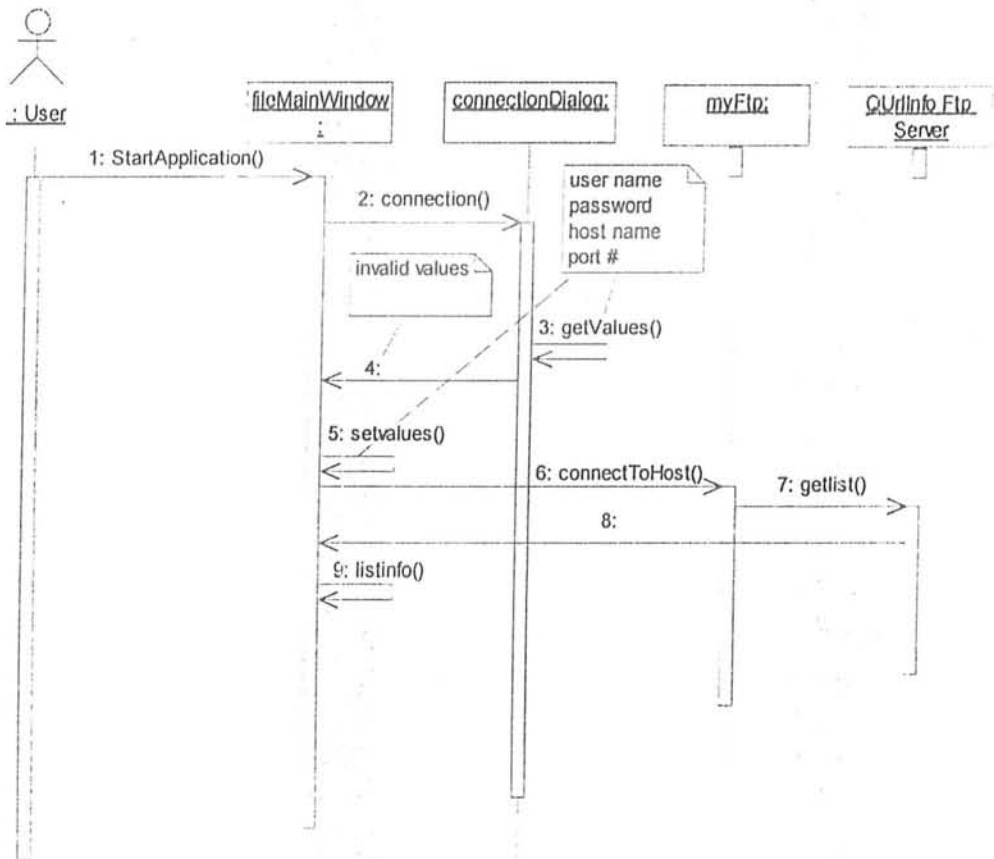 : User
fileMainWindow
:
connectionDialog:
myFtp:
QUrlInfo Ftp
Server
1: StartApplication()
2: connection()
user name
password
host name
port #
invalid values
3: getValues()
4:
5: setvalues()
6: connectToHost()
7: getlist()
8:
9: listinfo()